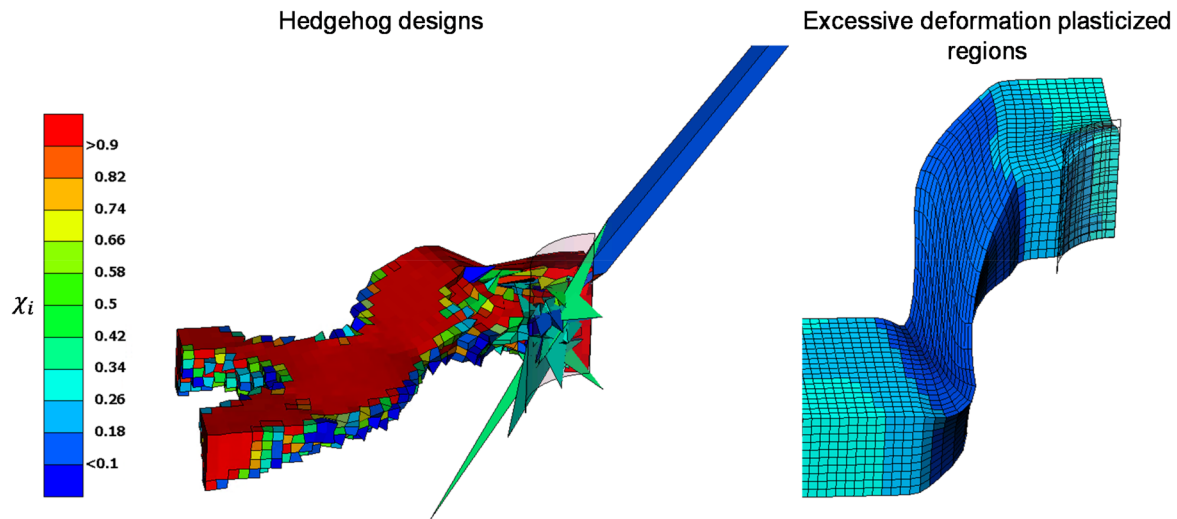 Hedgehog designs
Excessive deformation plasticized
regions
χᵢ
>0.9
0.82
0.74
0.66
0.58
0.5
0.42
0.34
0.26
0.18
<0.1